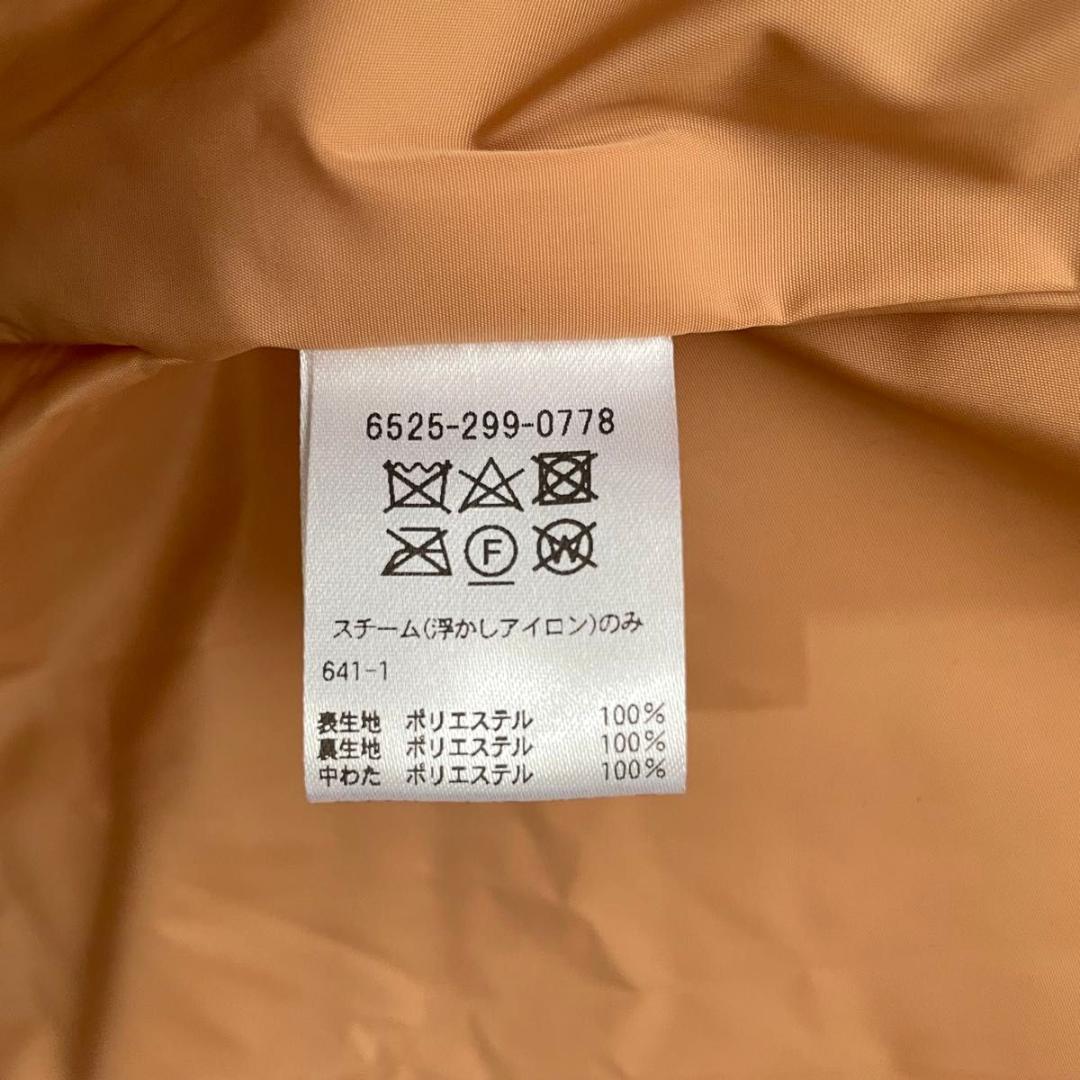 6525-299-0778
F W
スチーム(浮かしアイロン)のみ
641-1
表生地 ポリエステル 100%
裏生地 ポリエステル 100%
中わた ポリエステル 100%